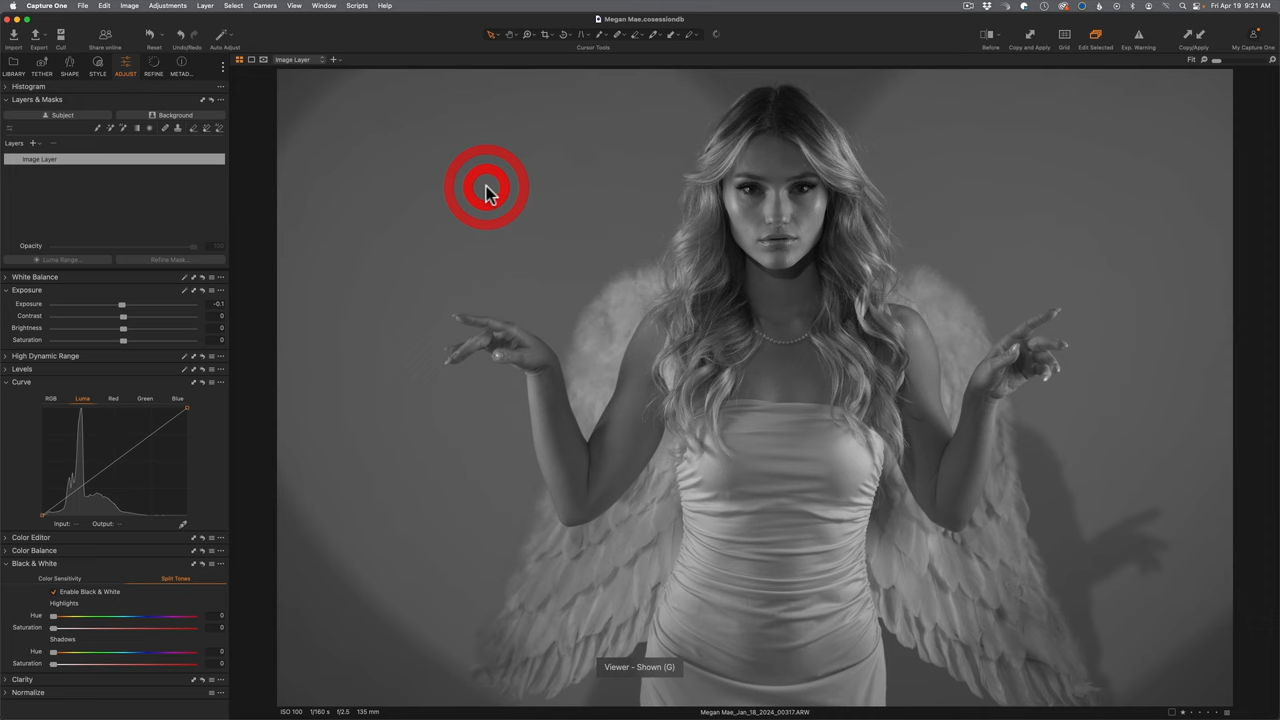 Capture One File Edit Image Adjustments Layer Select Camera View Window Scripts Help Fri Apr 19 9:21 AM
Megan Mae.cosessiondb
Import Export Cull Share online Reset Undo/Redo Auto Adjust Cursor Tools Before Copy and Apply Grid Edit Selected Exp. Warning Copy/Apply My Capture One
LIBRARY TETHER SHAPE STYLE ADJUST REFINE METAD... Image Layer Fit
Histogram
Layers & Masks
Subject Background
Layers
Image Layer
Opacity 100
Luma Range... Refine Mask...
White Balance
Exposure
Exposure -0.1
Contrast 0
Brightness 0
Saturation 0
High Dynamic Range
Levels
Curve
RGB Luma Red Green Blue
Input: -- Output: --
Color Editor
Color Balance
Black & White
Color Sensitivity Split Tones
Enable Black & White
Highlights
Hue 0
Saturation 0
Shadows
Hue 0
Saturation 0
Viewer - Shown (G)
Clarity
Normalize
ISO 100 1/160 s f/2.5 135 mm Megan Mae_Jan_18_2024_00317.ARW